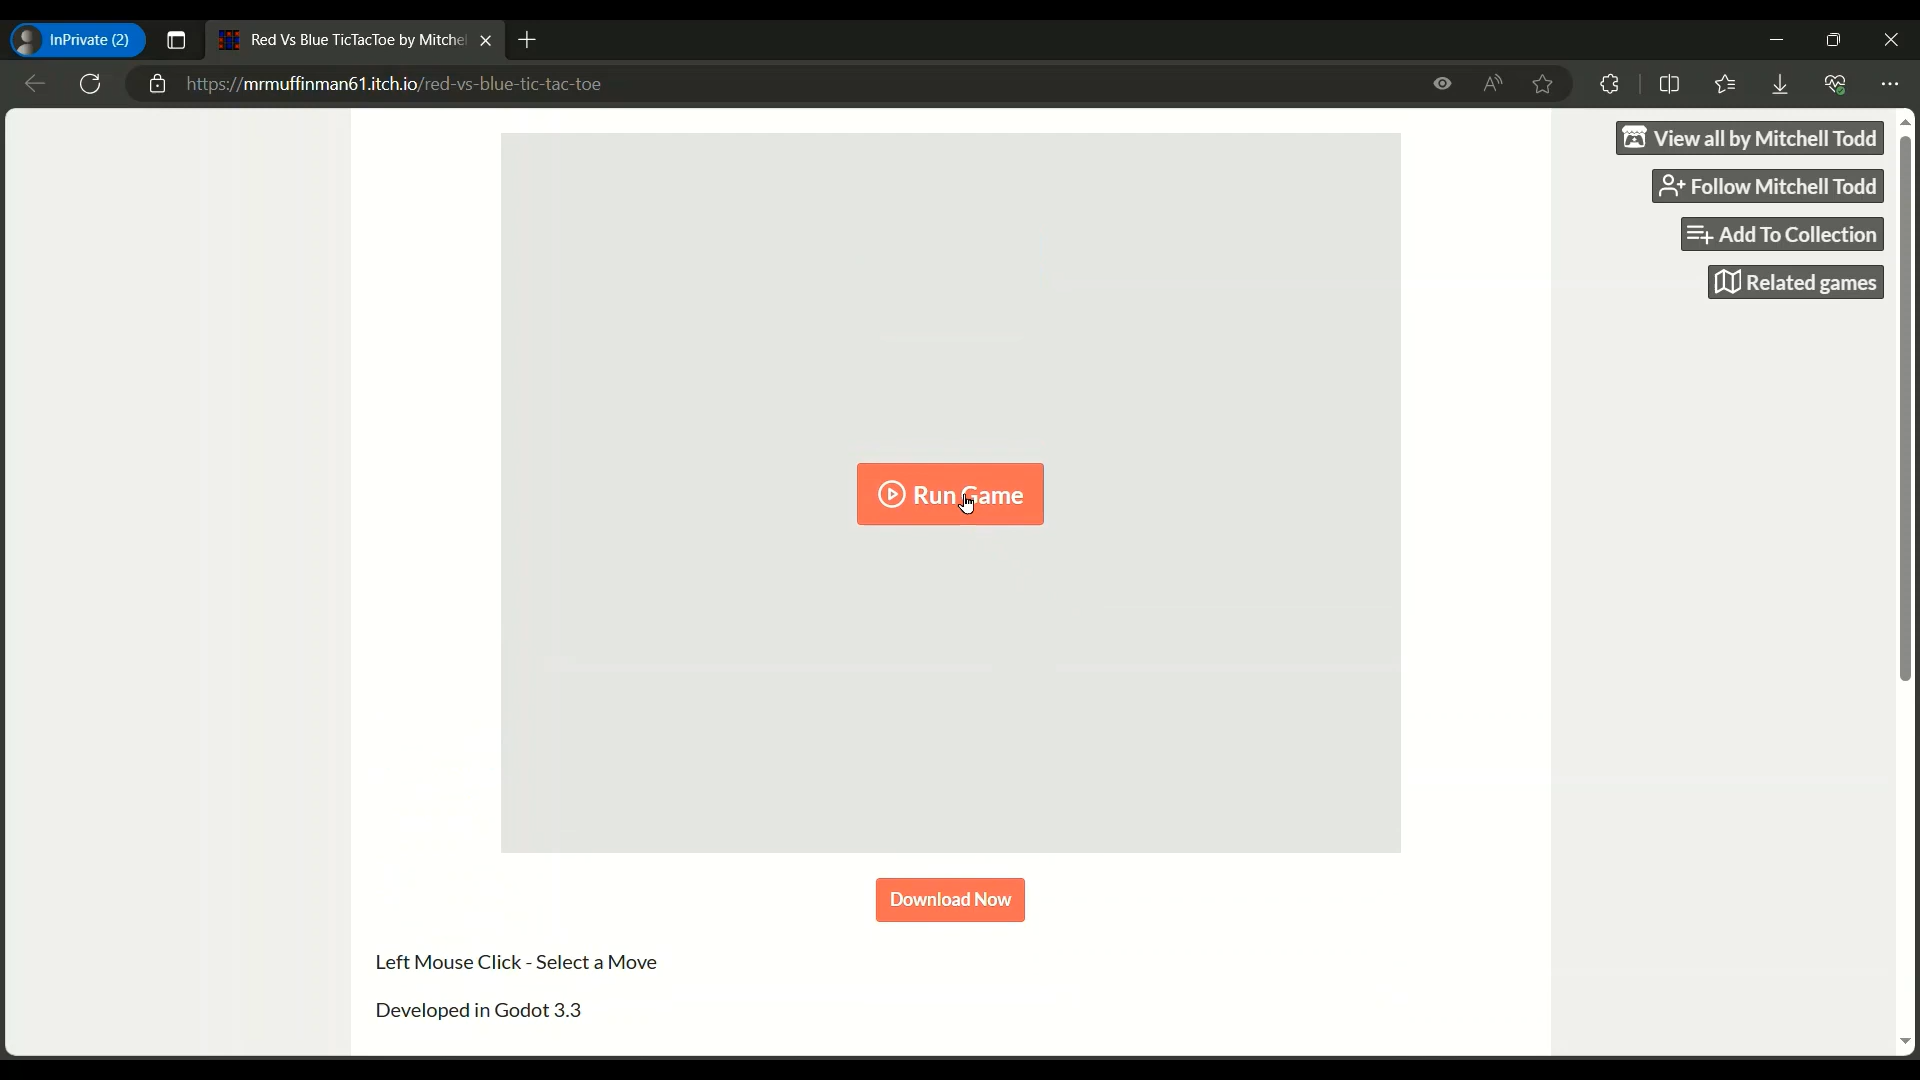 InPrivate (2)
Red Vs Blue TicTacToe by Mitchel
https://mrmuffinman61.itch.io/red-vs-blue-tic-tac-toe
View all by Mitchell Todd
Follow Mitchell Todd
Add To Collection
Related games
Run Game
Download Now
Left Mouse Click - Select a Move
Developed in Godot 3.3